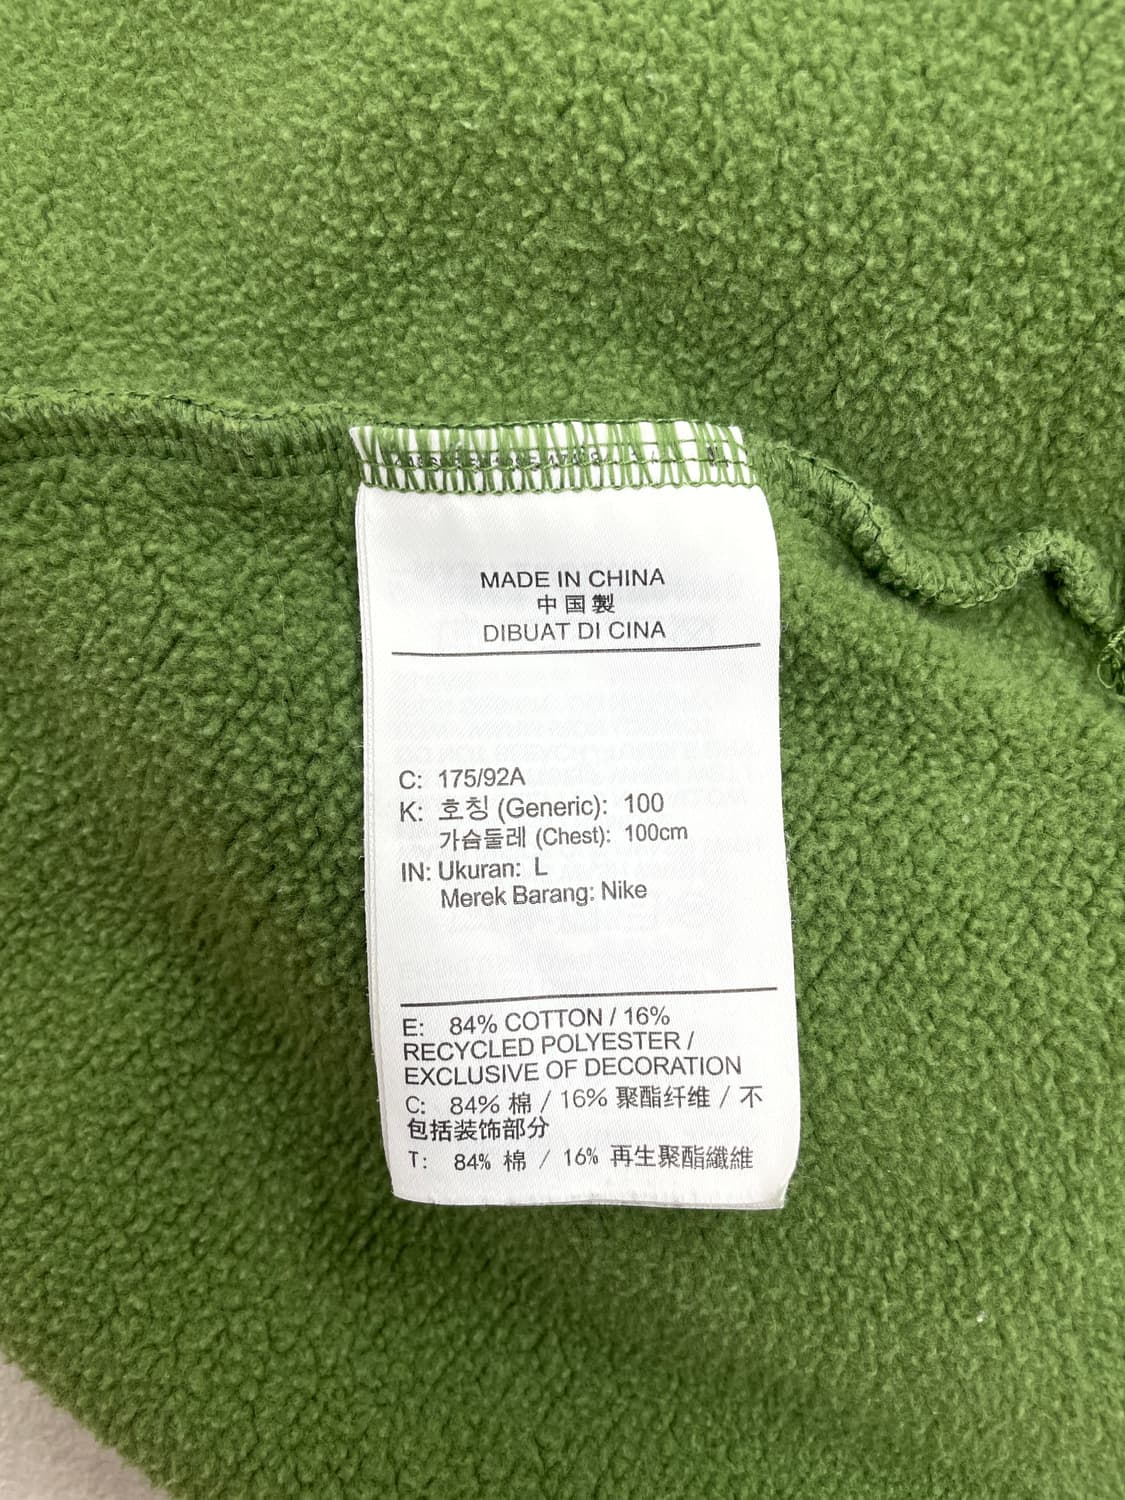 MADE IN CHINA
中国製
DIBUAT DI CINA
C: 175/92A
K: 호칭 (Generic): 100
가슴둘레 (Chest): 100cm
IN: Ukuran: L
Merek Barang: Nike
E: 84% COTTON / 16%
RECYCLED POLYESTER /
EXCLUSIVE OF DECORATION
C: 84% 棉 / 16% 聚酯纤维 / 不
包括装饰部分
T: 84% 棉 / 16% 再生聚酯纖維